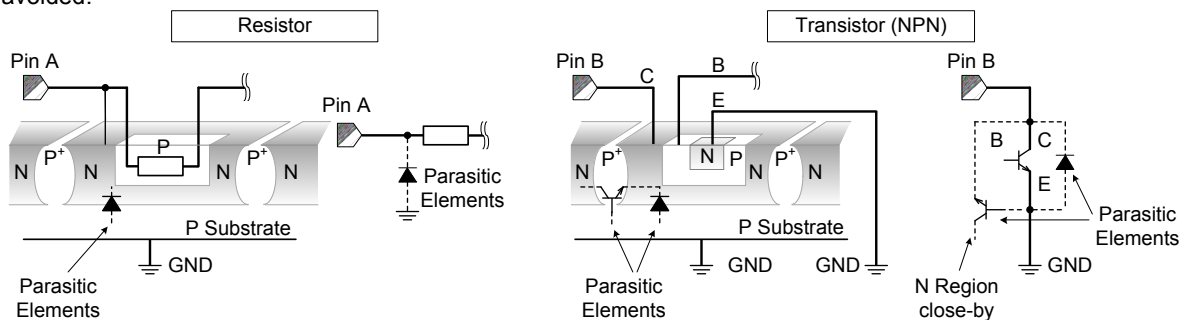 avoided.
Resistor
Transistor (NPN)
Pin A
Pin A
N
P+
N
P
N
P+
N
Parasitic
Elements
P Substrate
GND
Parasitic
Elements
Pin B
C
B
E
N
P+
N
N
P
N
P+
N
P Substrate
GND
GND
Parasitic
Elements
Pin B
B
C
E
Parasitic
Elements
GND
N Region
close-by